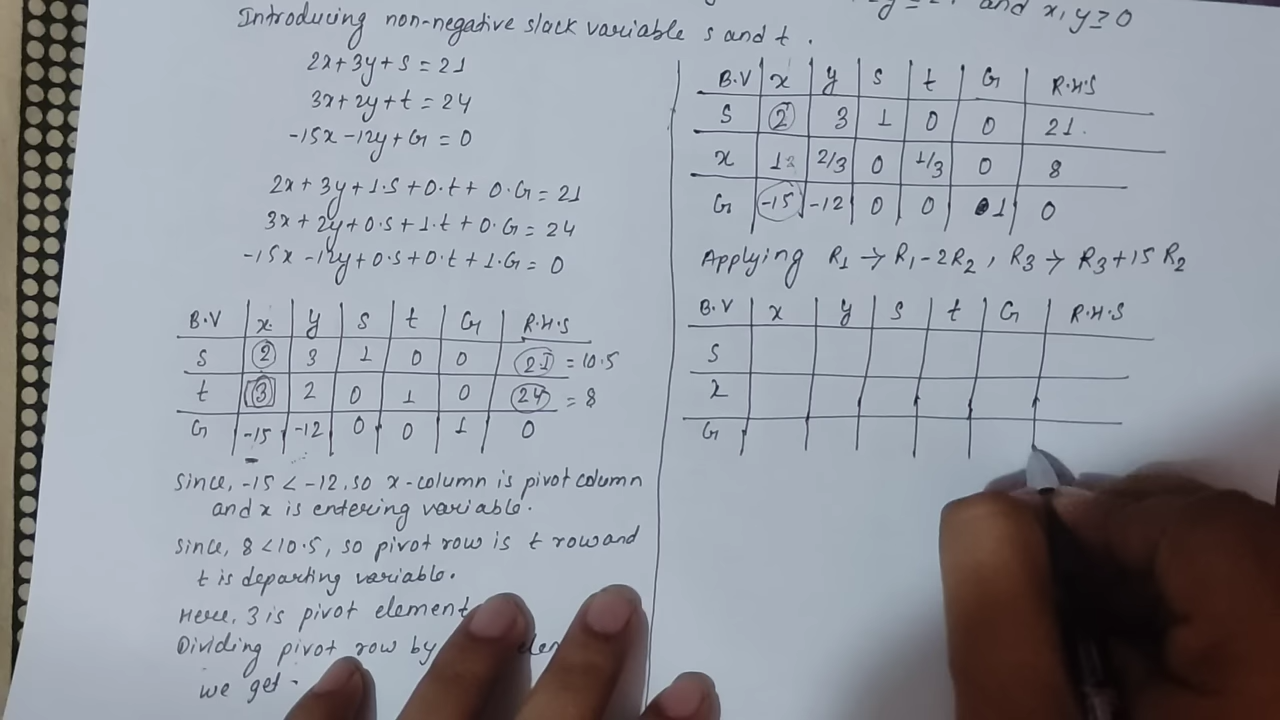 and x, y ≥ 0
Introducing non-negative slack variable s and t.
2x+3y+s = 21
3x+2y+t = 24
-15x-12y+G = 0
2x+3y+1.s+0.t+0.G = 21
3x+2y+0.s+1.t+0.G = 24
-15x-12y+0.s+0.t+1.G = 0
B.V x y s t G R.H.S
s 2 3 1 0 0 21 = 10.5
t 3 2 0 1 0 24 = 8
G -15 -12 0 0 1 0
Since, -15 < -12, so x-column is pivot column
and x is entering variable.
Since, 8 < 10.5, so pivot row is t row and
t is departing variable.
Here, 3 is pivot element
Dividing pivot row by
we get.
B.V x y s t G R.H.S
s 2 3 1 0 0 21.
x 1 2/3 0 1/3 0 8
G -15 -12 0 0 1 0
Applying R1 → R1-2R2, R3 → R3+15R2
B.V x y s t G R.H.S
s
x
G